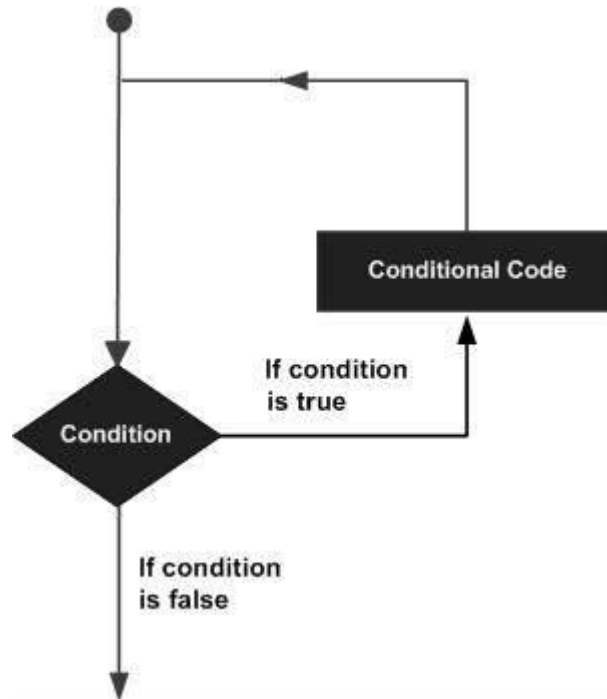 Conditional Code
If condition
is true
Condition
If condition
is false